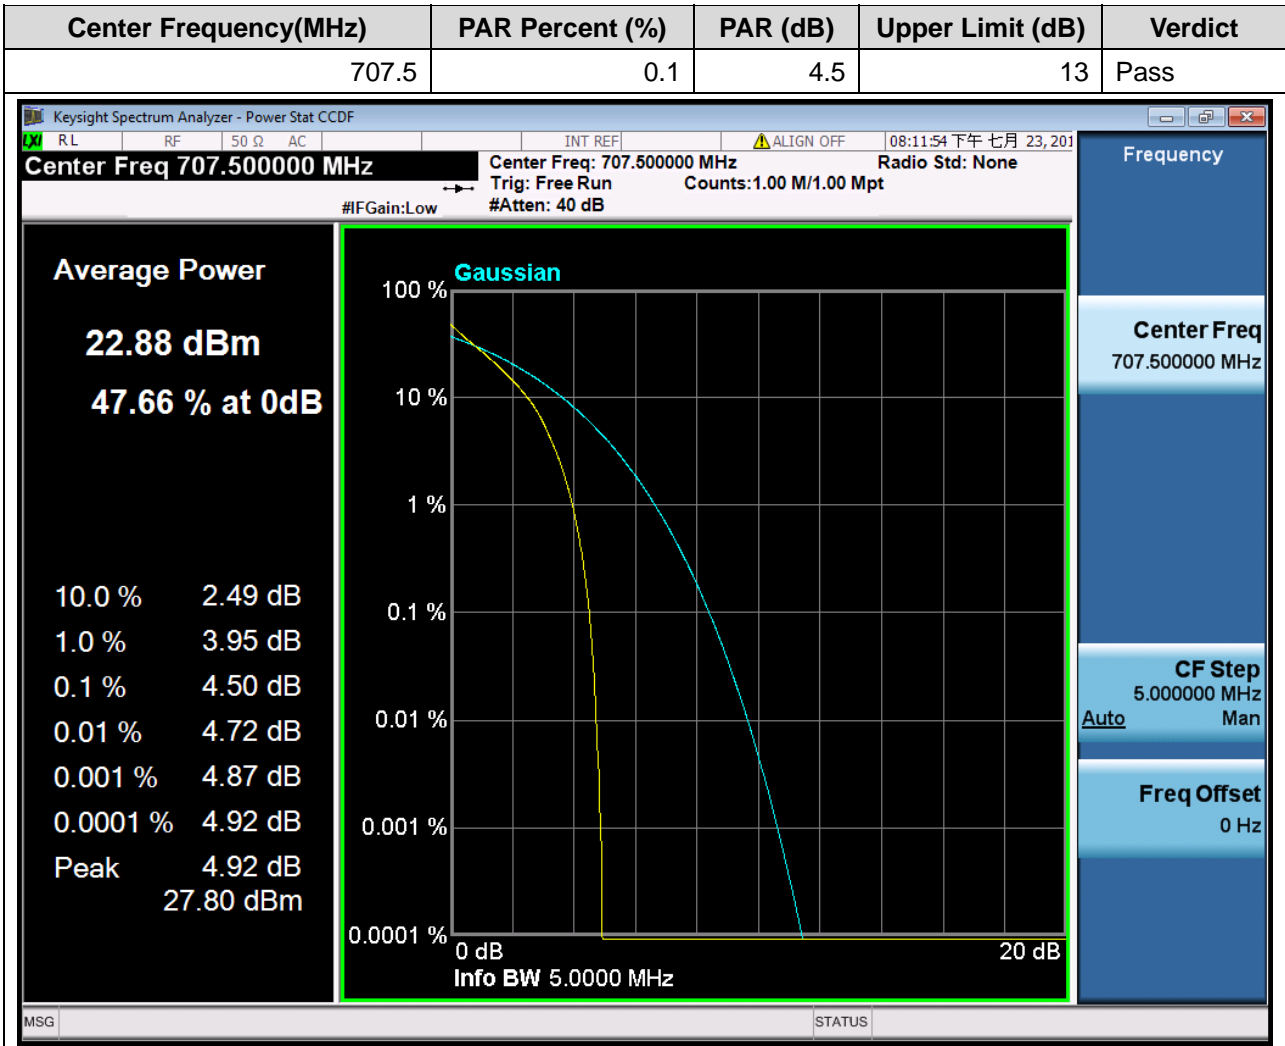 Center Frequency(MHz) PAR Percent (%) PAR (dB) Upper Limit (dB) Verdict
707.5 0.1 4.5 13 Pass
Keysight Spectrum Analyzer - Power Stat CCDF
LXI RL RF 50 Ω AC INT REF ALIGN OFF 08:11:54 下午 七月 23, 201
Center Freq 707.500000 MHz
#IFGain:Low
Center Freq: 707.500000 MHz Radio Std: None
Trig: Free Run Counts:1.00 M/1.00 Mpt
#Atten: 40 dB
Average Power
22.88 dBm
47.66 % at 0dB
10.0 % 2.49 dB
1.0 % 3.95 dB
0.1 % 4.50 dB
0.01 % 4.72 dB
0.001 % 4.87 dB
0.0001 % 4.92 dB
Peak 4.92 dB
27.80 dBm
Gaussian
100 %
10 %
1 %
0.1 %
0.01 %
0.001 %
0.0001 %
0 dB 20 dB
Info BW 5.0000 MHz
Frequency
Center Freq
707.500000 MHz
CF Step
5.000000 MHz
Auto Man
Freq Offset
0 Hz
MSG STATUS